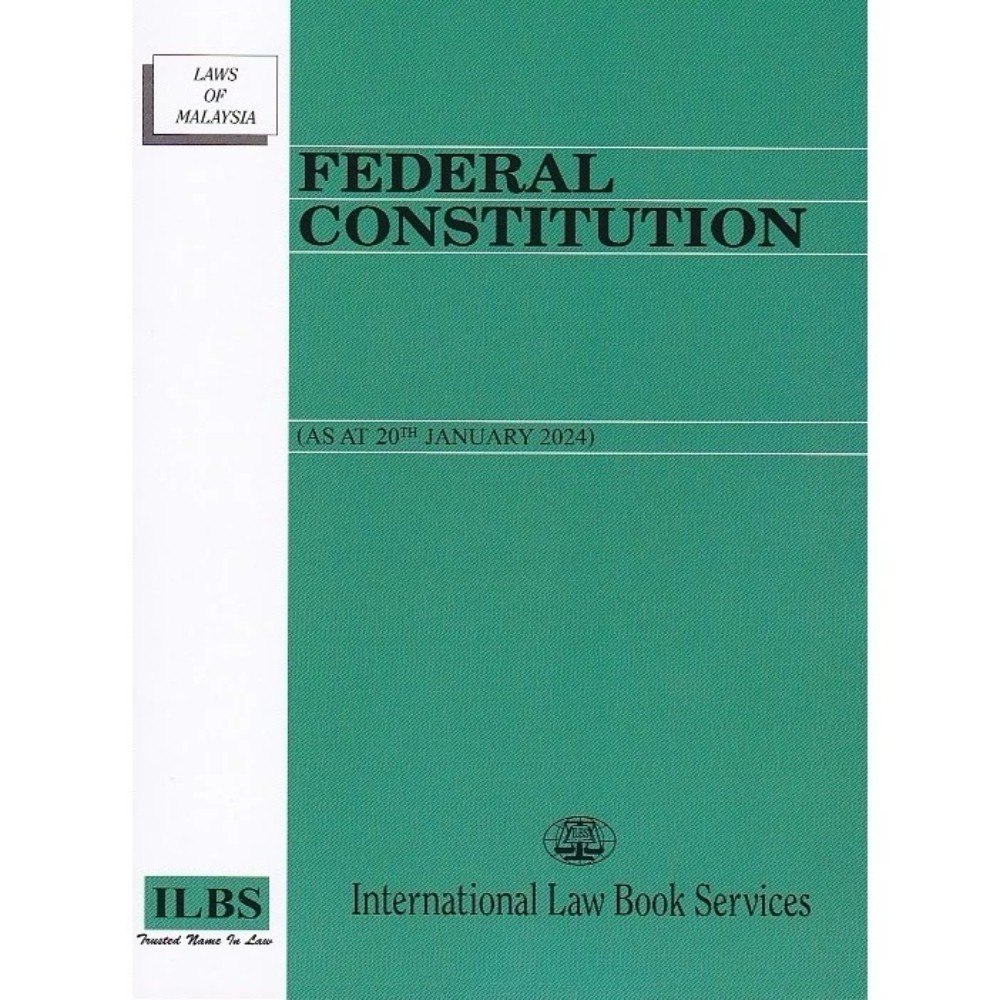 LAWS
OF
MALAYSIA
FEDERAL
CONSTITUTION
(AS AT 20TH JANUARY 2024)
ILBS
International Law Book Services
ILBS
Trusted Name In Law